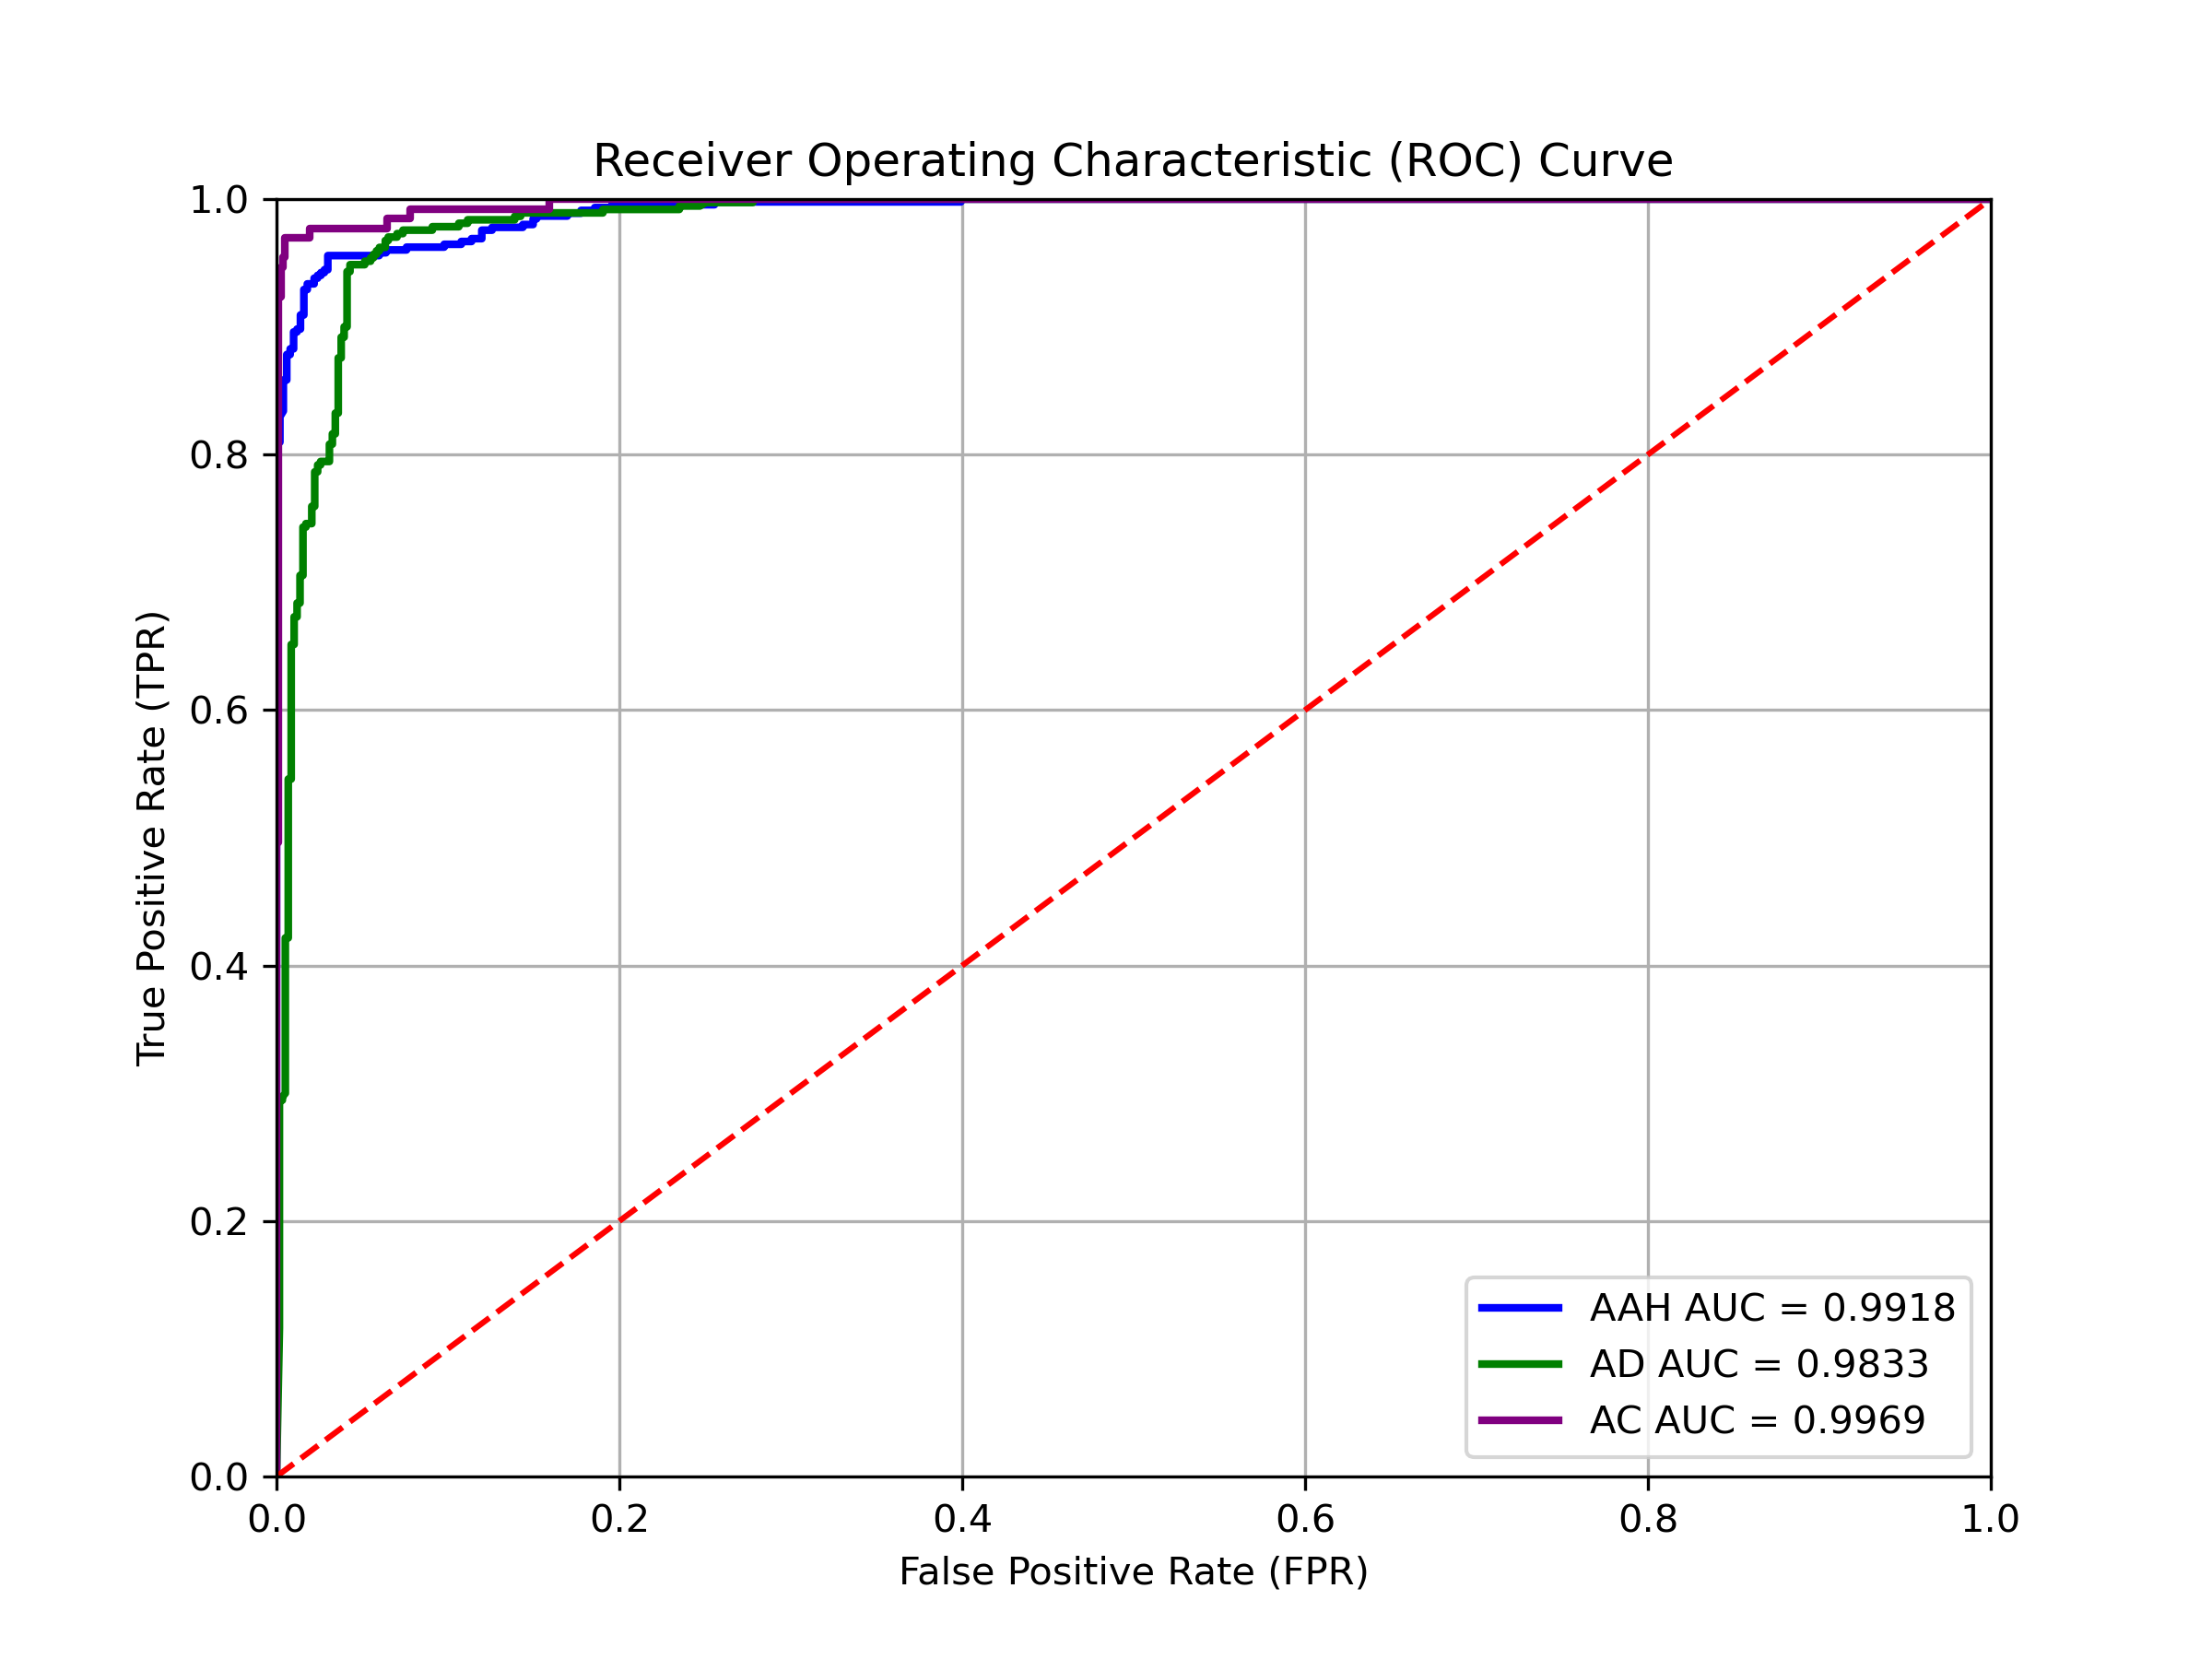 Receiver Operating Characteristic (ROC) Curve
1.0
0.8
0.6
0.4
0.2
0.0
True Positive Rate (TPR)
0.0 0.2 0.4 0.6 0.8 1.0
False Positive Rate (FPR)
AAH AUC = 0.9918
AD AUC = 0.9833
AC AUC = 0.9969